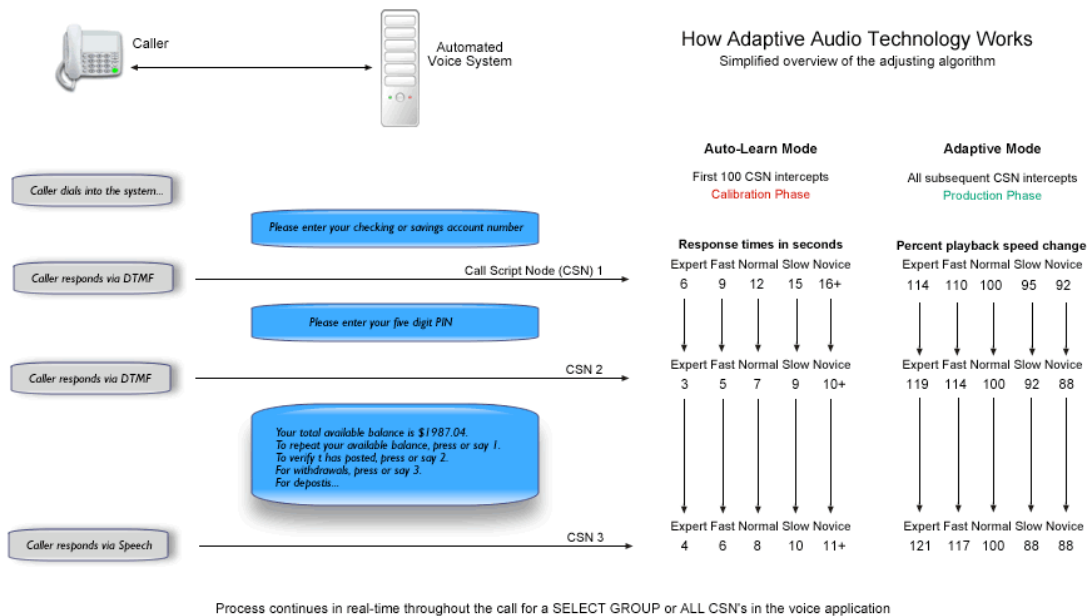 Caller
Automated
Voice System
How Adaptive Audio Technology Works
Simplified overview of the adjusting algorithm
Auto-Learn Mode
Adaptive Mode
First 100 CSN intercepts
Calibration Phase
All subsequent CSN intercepts
Production Phase
Caller dials into the system...
Please enter your checking or savings account number
Response times in seconds
Percent playback speed change
Caller responds via DTMF
Call Script Node (CSN) 1
Expert Fast Normal Slow Novice
6 9 12 15 16+
Expert Fast Normal Slow Novice
114 110 100 95 92
Please enter your five digit PIN
Caller responds via DTMF
CSN 2
Expert Fast Normal Slow Novice
3 5 7 9 10+
Expert Fast Normal Slow Novice
119 114 100 92 88
Your total available balance is $1987.04.
To repeat your available balance, press or say 1.
To verify t has posted, press or say 2.
For withdrawals, press or say 3.
For depostis...
Caller responds via Speech
CSN 3
Expert Fast Normal Slow Novice
4 6 8 10 11+
Expert Fast Normal Slow Novice
121 117 100 88 88
Process continues in real-time throughout the call for a SELECT GROUP or ALL CSN's in the voice application